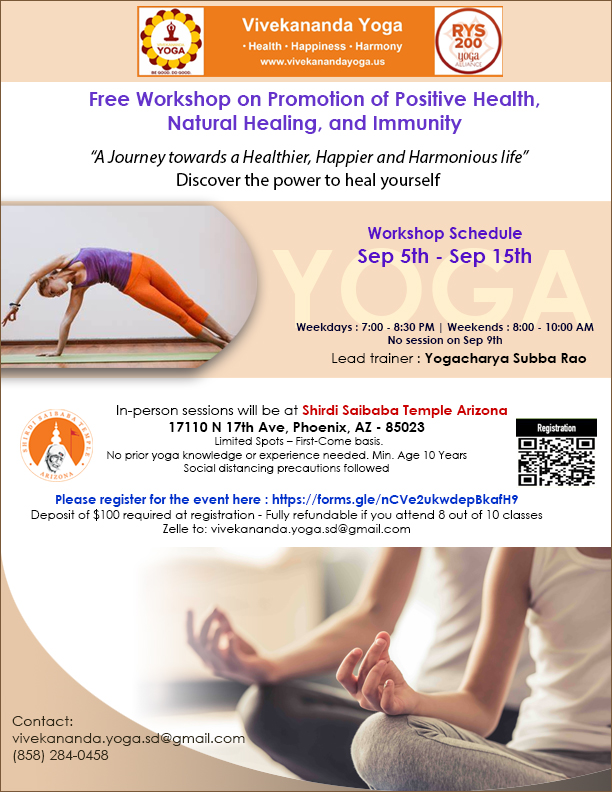 YOGA
BE GOOD. DO GOOD.
Vivekananda Yoga
• Health • Happiness • Harmony
www.vivekanandayoga.us
RYS
200
yoga
ALLIANCE
Free Workshop on Promotion of Positive Health,
Natural Healing, and Immunity
“A Journey towards a Healthier, Happier and Harmonious life”
Discover the power to heal yourself
YOGA
Workshop Schedule
Sep 5th - Sep 15th
Weekdays : 7:00 - 8:30 PM | Weekends : 8:00 - 10:00 AM
No session on Sep 9th
Lead trainer : Yogacharya Subba Rao
SHIRDI SAIBABA TEMPLE
ARIZONA
In-person sessions will be at Shirdi Saibaba Temple Arizona
17110 N 17th Ave, Phoenix, AZ - 85023
Limited Spots – First-Come basis.
No prior yoga knowledge or experience needed. Min. Age 10 Years
Social distancing precautions followed
Registration
Please register for the event here : https://forms.gle/nCVe2ukwdepBkafH9
Deposit of $100 required at registration - Fully refundable if you attend 8 out of 10 classes
Zelle to: vivekananda.yoga.sd@gmail.com
Contact:
vivekananda.yoga.sd@gmail.com
(858) 284-0458